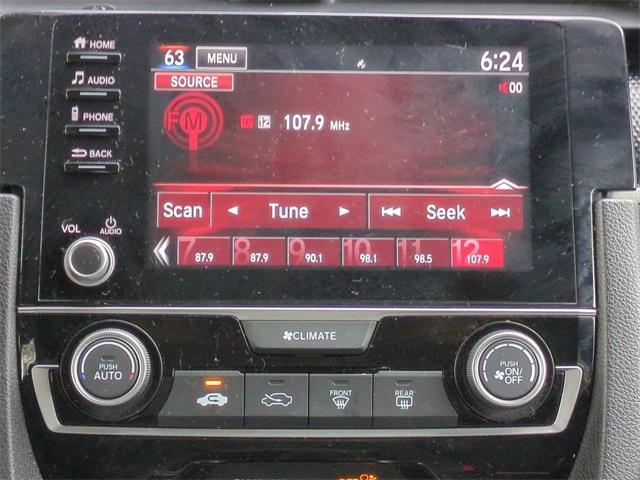 HOME
63 MENU 6:24
AUDIO
SOURCE
00
PHONE
FM
12 107.9 MHz
BACK
Scan Tune Seek
VOL AUDIO
7 8 9 10 11 12
87.9 87.9 90.1 98.1 98.5 107.9
CLIMATE
PUSH AUTO
PUSH ON/OFF
FRONT REAR